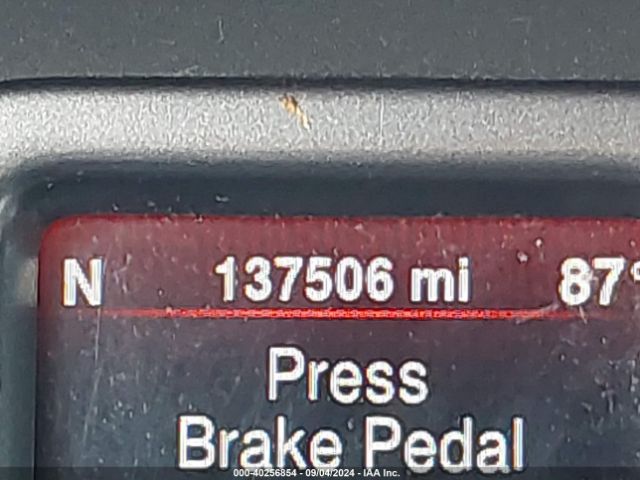 N 137506 mi 87°
Press
Brake Pedal
000-40256854 - 09/04/2024 - IAA Inc.